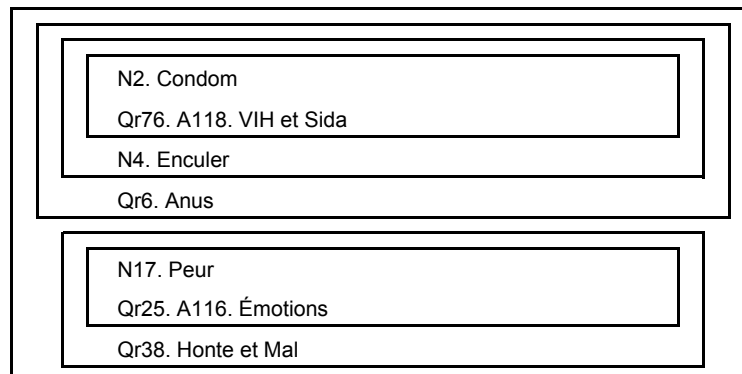 N2. Condom
Qr76. A118. VIH et Sida
N4. Enculer
Qr6. Anus
N17. Peur
Qr25. A116. Émotions
Qr38. Honte et Mal